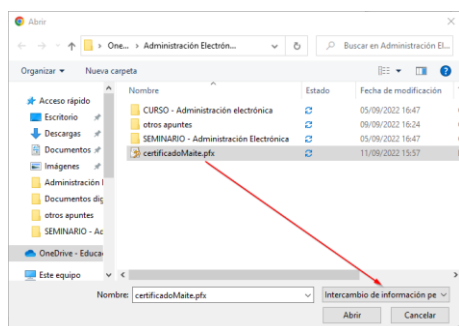 Abrir
One... > Administración Electrón...
Buscar en Administración El...
Organizar
Nueva carpeta
Nombre
Estado
Fecha de modificación
Acceso rápido
Escritorio
Descargas
Documentos
Imágenes
Administración
Documentos dig
otros apuntes
SEMINARIO - Ac
OneDrive - Educa
Este equipo
CURSO - Administración electrónica
05/09/2022 16:47
otros apuntes
09/09/2022 16:24
SEMINARIO - Administración Electrónica
05/09/2022 16:47
certificadoMaite.pfx
11/09/2022 15:57
Nombre: certificadoMaite.pfx
Intercambio de información pe
Abrir
Cancelar